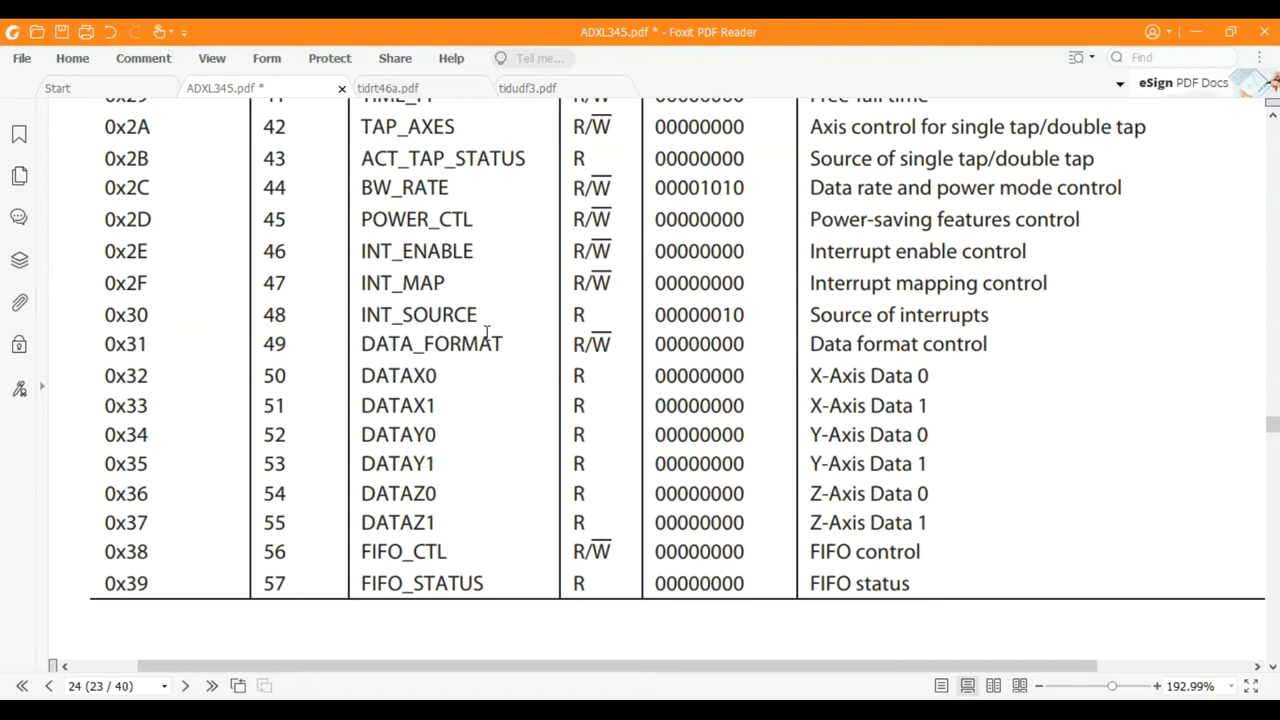 ADXL345.pdf * - Foxit PDF Reader
File Home Comment View Form Protect Share Help Tell me... Find
Start ADXL345.pdf * tidrt46a.pdf tidudf3.pdf eSign PDF Docs
0x2A 42 TAP_AXES R/W 00000000 Axis control for single tap/double tap
0x2B 43 ACT_TAP_STATUS R 00000000 Source of single tap/double tap
0x2C 44 BW_RATE R/W 00001010 Data rate and power mode control
0x2D 45 POWER_CTL R/W 00000000 Power-saving features control
0x2E 46 INT_ENABLE R/W 00000000 Interrupt enable control
0x2F 47 INT_MAP R/W 00000000 Interrupt mapping control
0x30 48 INT_SOURCE R 00000010 Source of interrupts
0x31 49 DATA_FORMAT R/W 00000000 Data format control
0x32 50 DATAX0 R 00000000 X-Axis Data 0
0x33 51 DATAX1 R 00000000 X-Axis Data 1
0x34 52 DATAY0 R 00000000 Y-Axis Data 0
0x35 53 DATAY1 R 00000000 Y-Axis Data 1
0x36 54 DATAZ0 R 00000000 Z-Axis Data 0
0x37 55 DATAZ1 R 00000000 Z-Axis Data 1
0x38 56 FIFO_CTL R/W 00000000 FIFO control
0x39 57 FIFO_STATUS R 00000000 FIFO status
24 (23 / 40) 192.99%